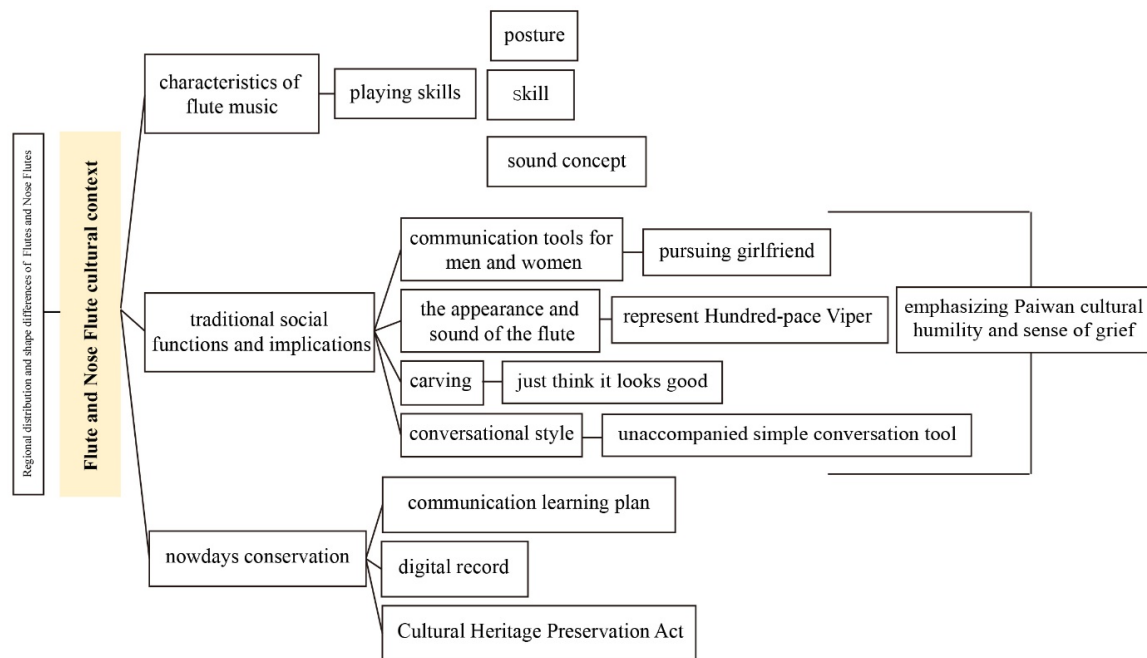 Regional distribution and shape differences of Flutes and Nose Flutes
Flute and Nose Flute cultural context
characteristics of
flute music
playing skills
posture
skill
sound concept
traditional social
functions and implications
communication tools for
men and women
pursuing girlfriend
the appearance and
sound of the flute
represent Hundred-pace Viper
carving
just think it looks good
conversational style
unaccompanied simple conversation tool
emphasizing Paiwan cultural
humility and sense of grief
nowdays conservation
communication learning plan
digital record
Cultural Heritage Preservation Act